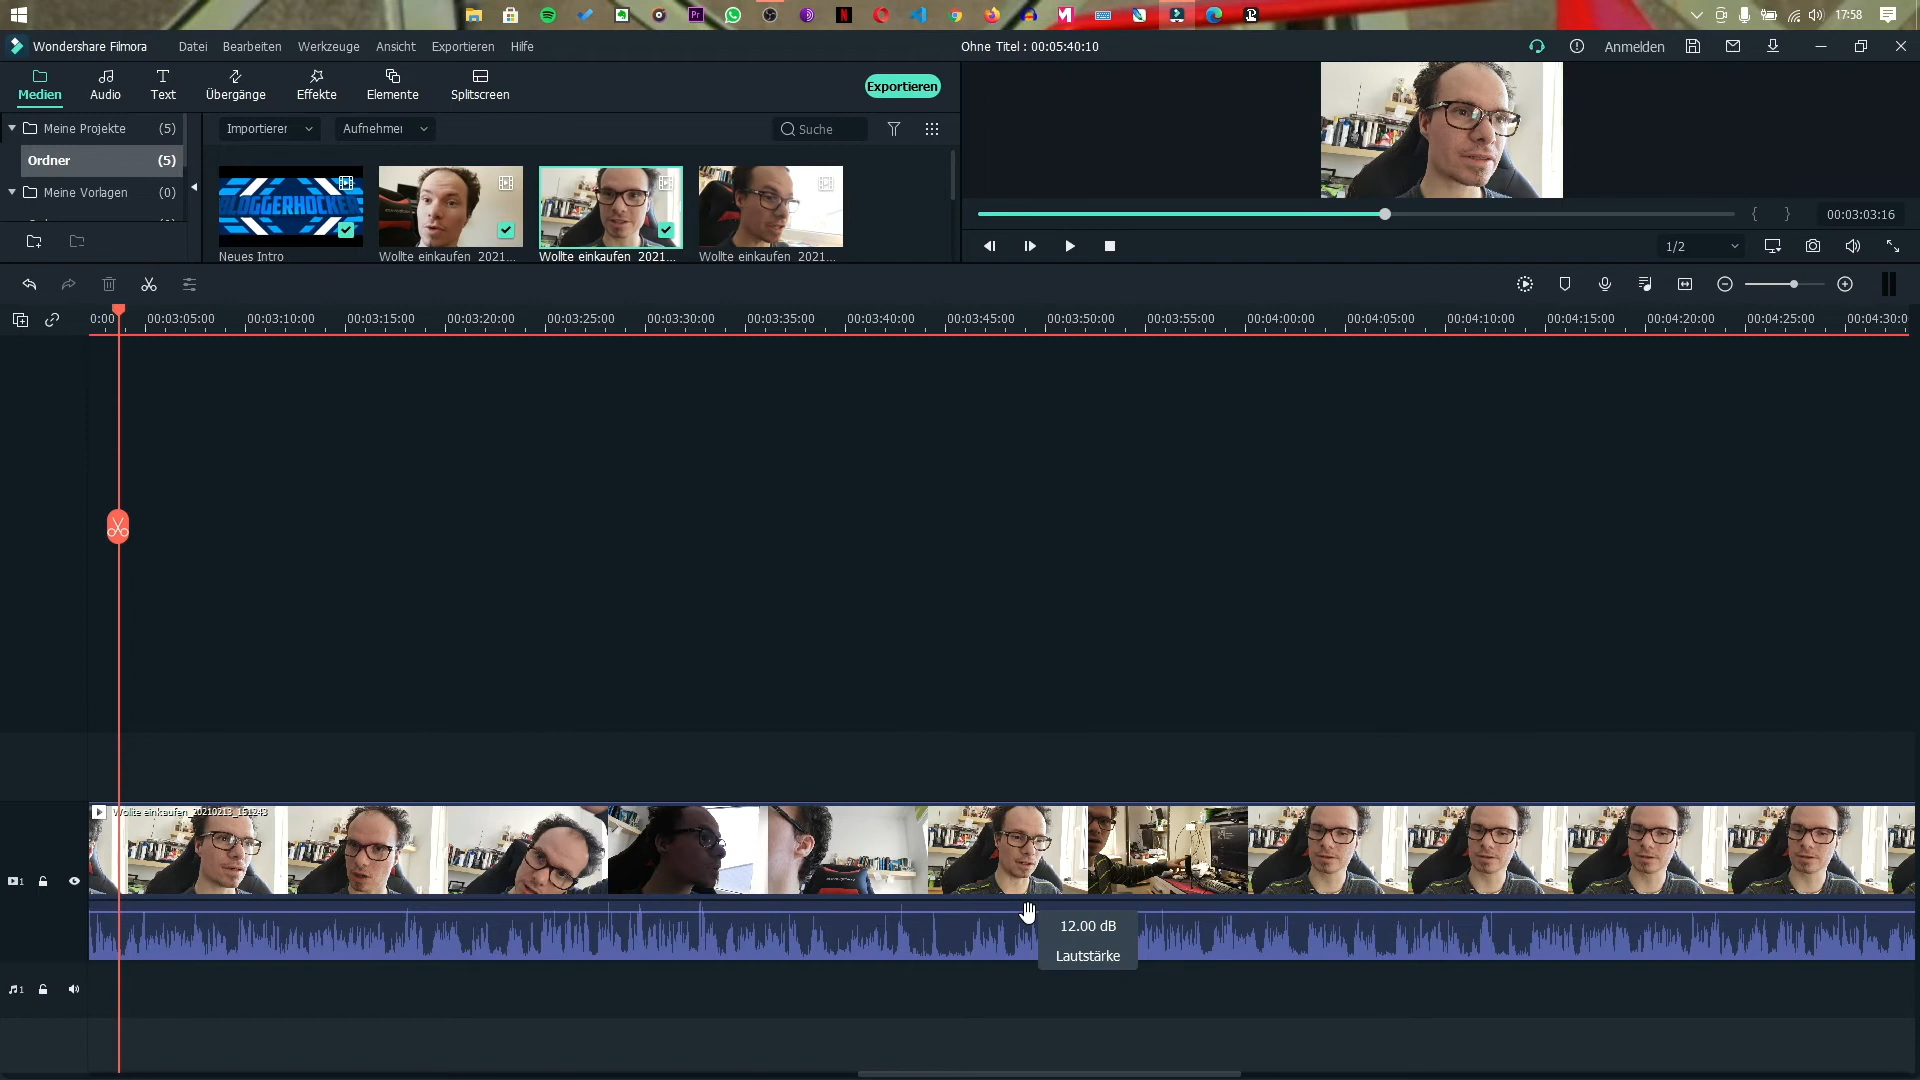 17:58
Wondershare Filmora
Datei
Bearbeiten
Werkzeuge
Ansicht
Exportieren
Hilfe
Ohne Titel : 00:05:40:10
Anmelden
Medien
Audio
Text
Übergänge
Effekte
Elemente
Splitscreen
Exportieren
Meine Projekte (5)
Ordner (5)
Meine Vorlagen (0)
Importierer
Aufnehmer
Suche
BLOGGERHOCKER
Neues Intro
Wollte einkaufen_2021...
Wollte einkaufen_2021...
Wollte einkaufen_2021...
00:03:03:16
1/2
0:00
00:03:05:00
00:03:10:00
00:03:15:00
00:03:20:00
00:03:25:00
00:03:30:00
00:03:35:00
00:03:40:00
00:03:45:00
00:03:50:00
00:03:55:00
00:04:00:00
00:04:05:00
00:04:10:00
00:04:15:00
00:04:20:00
00:04:25:00
00:04:30:0
Wollte einkaufen_20210213_151243
1
12.00 dB
Lautstärke
1